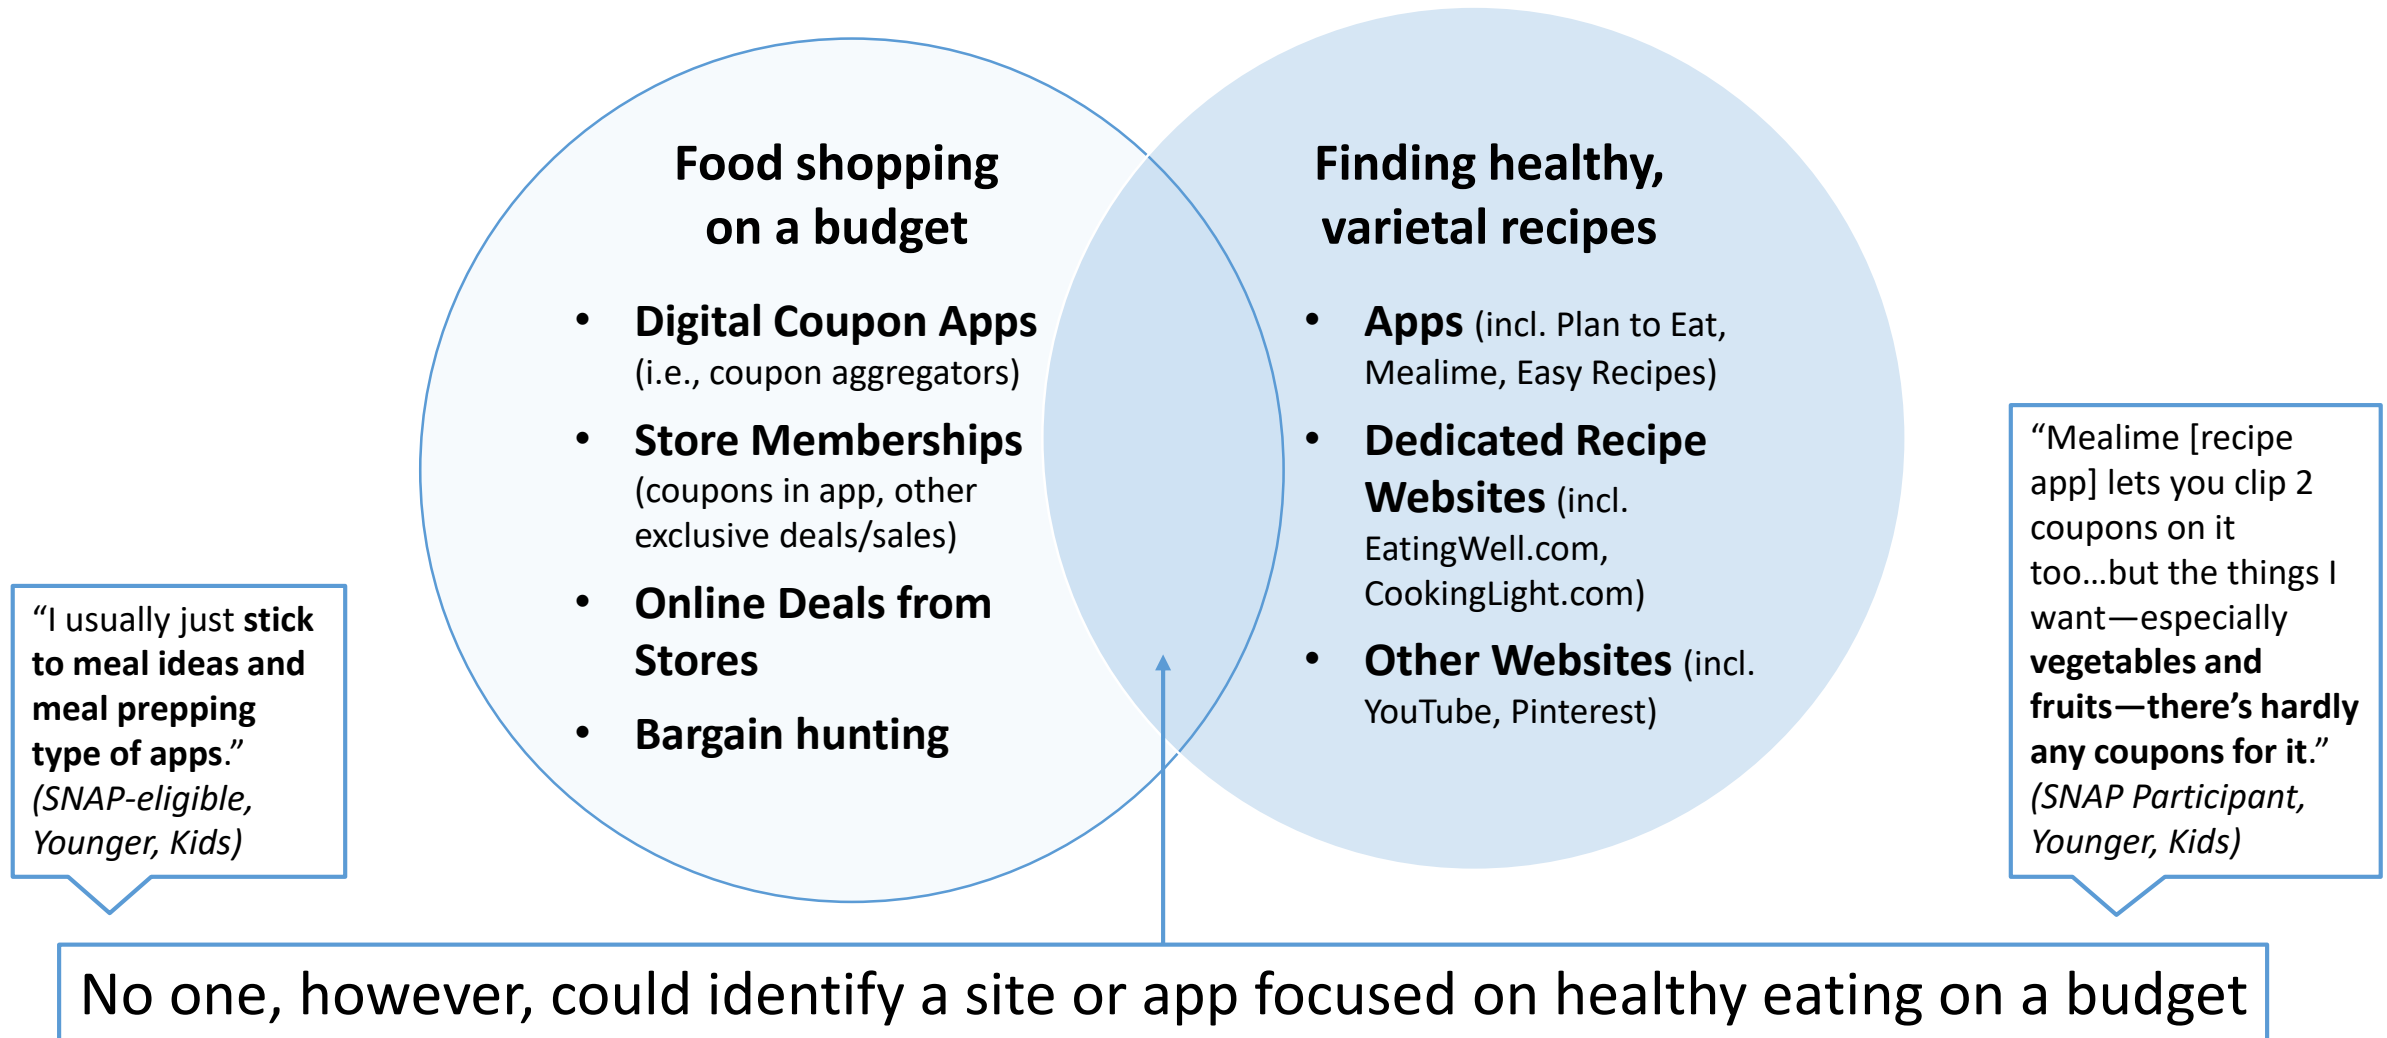 Food shopping
on a budget
• Digital Coupon Apps
(i.e., coupon aggregators)
• Store Memberships
(coupons in app, other
exclusive deals/sales)
• Online Deals from
Stores
• Bargain hunting
Finding healthy,
varietal recipes
• Apps (incl. Plan to Eat,
Mealime, Easy Recipes)
• Dedicated Recipe
Websites (incl.
EatingWell.com,
CookingLight.com)
• Other Websites (incl.
YouTube, Pinterest)
“I usually just stick
to meal ideas and
meal prepping
type of apps.”
(SNAP-eligible,
Younger, Kids)
“Mealime [recipe
app] lets you clip 2
coupons on it
too…but the things I
want—especially
vegetables and
fruits—there’s hardly
any coupons for it.”
(SNAP Participant,
Younger, Kids)
No one, however, could identify a site or app focused on healthy eating on a budget